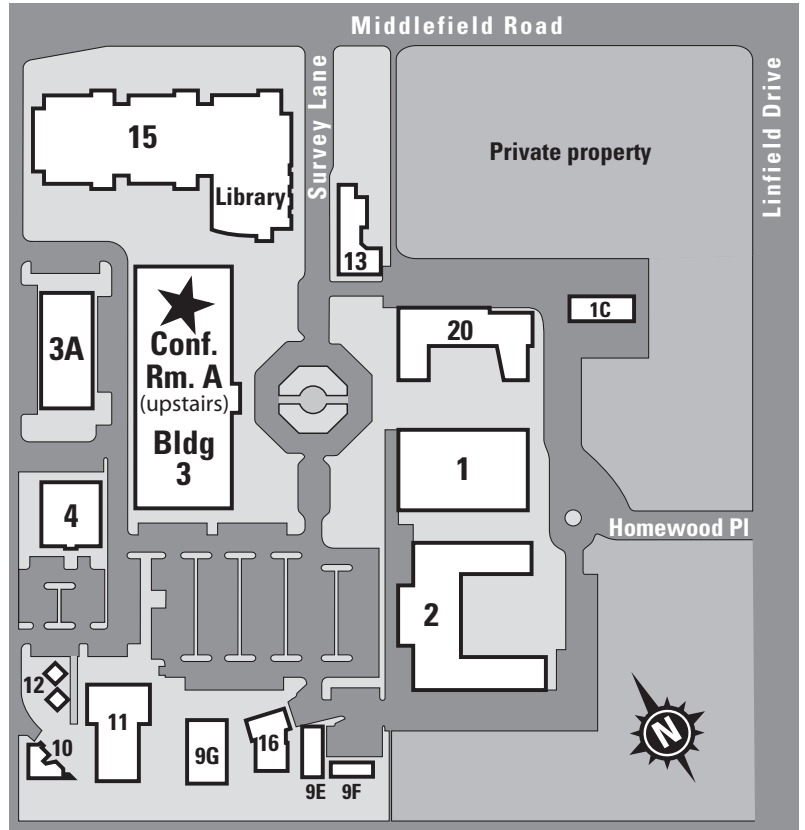 Middlefield Road
Survey Lane
Linfield Drive
15
Library
Private property
13
1C
3A
Conf.
Rm. A
(upstairs)
Bldg
3
20
1
4
Homewood Pl
2
12
11
10
9G
16
9E
9F
N